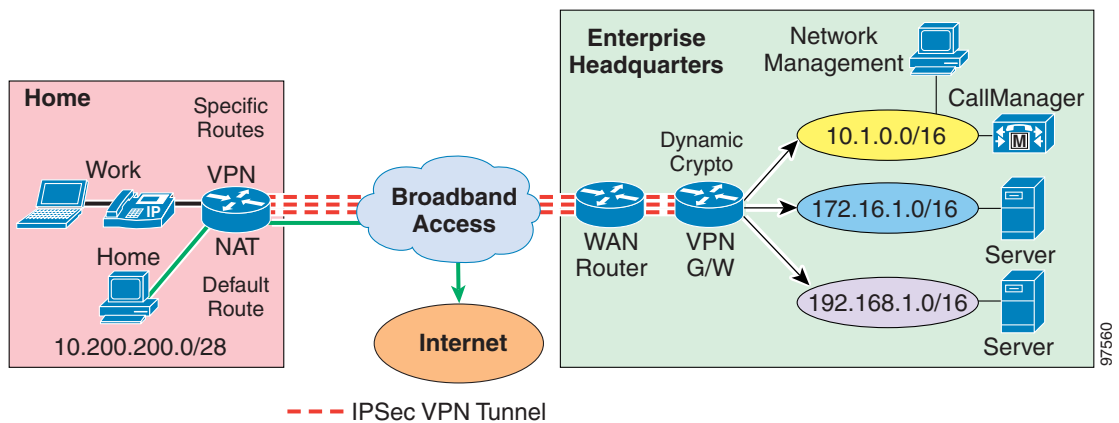 Home
Specific
Routes
Work
IP
VPN
NAT
Home
Default
Route
10.200.200.0/28
Broadband
Access
Internet
Enterprise
Headquarters
Network
Management
CallManager
M
10.1.0.0/16
Dynamic
Crypto
172.16.1.0/16
WAN
Router
VPN
G/W
Server
192.168.1.0/16
Server
97560
IPSec VPN Tunnel